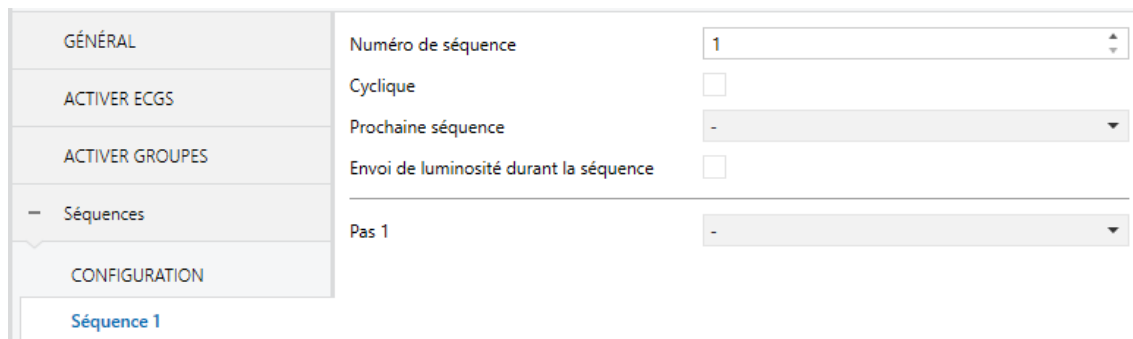 GÉNÉRAL
ACTIVER ECGS
ACTIVER GROUPES
− Séquences
CONFIGURATION
Séquence 1
Numéro de séquence 1
Cyclique
Prochaine séquence -
Envoi de luminosité durant la séquence
Pas 1 -